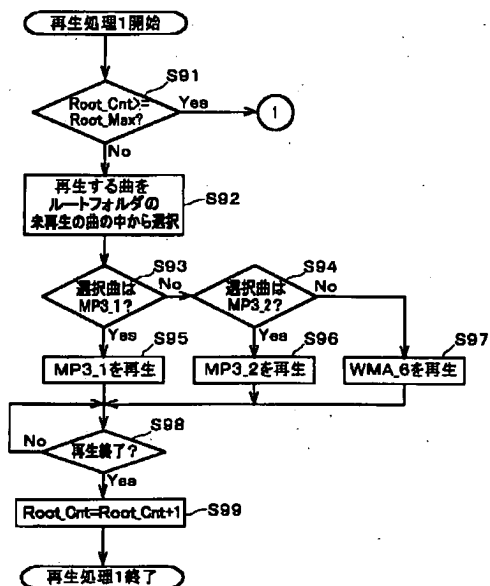 再生処理1開始
S91
Root_Cnt>=
Root_Max?
Yes
1
No
再生する曲を
ルートフォルダの
未再生の曲の中から選択
S92
S93
選択曲は
MP3_1?
No
S94
選択曲は
MP3_2?
No
Yes
Yes
S95
MP3_1を再生
S96
MP3_2を再生
S97
WMA_6を再生
S98
再生終了?
No
Yes
Root_Cnt=Root_Cnt+1
S99
再生処理1終了